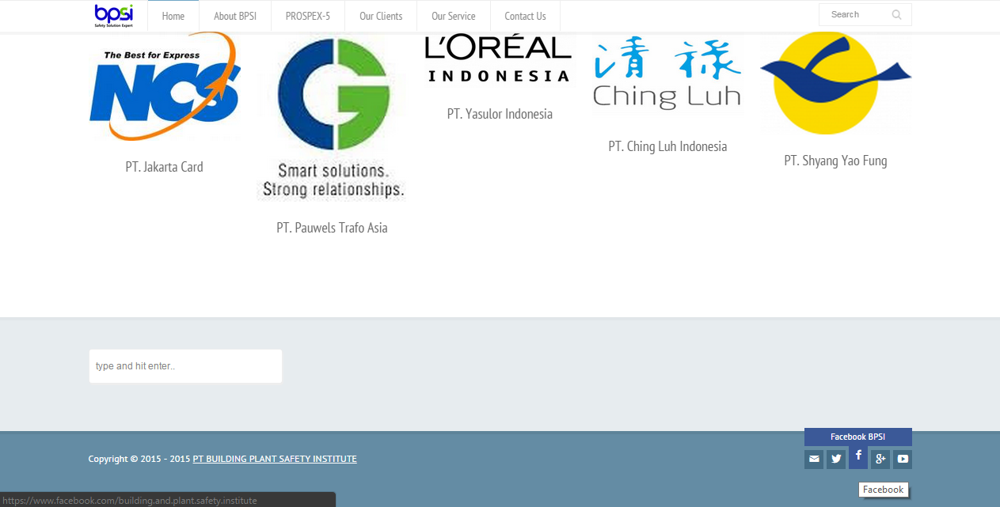 bpsi
Safety Solution Expert
Home
About BPSI
PROSPEX-5
Our Clients
Our Service
Contact Us
Search
The Best for Express
NCS
PT. Jakarta Card
G
Smart solutions.
Strong relationships.
PT. Pauwels Trafo Asia
L'ORÉAL
INDONESIA
PT. Yasulor Indonesia
清祿
Ching Luh
PT. Ching Luh Indonesia
PT. Shyang Yao Fung
type and hit enter..
Facebook BPSI
Copyright © 2015 - 2015 PT BUILDING PLANT SAFETY INSTITUTE
Facebook
https://www.facebook.com/building.and.plant.safety.institute